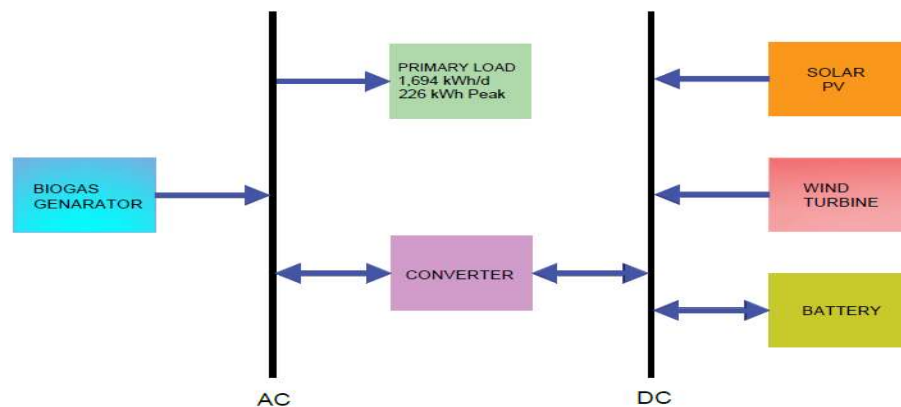 PRIMARY LOAD
1,694 kWh/d
226 kWh Peak
SOLAR
PV
BIOGAS
GENARATOR
WIND
TURBINE
CONVERTER
BATTERY
AC
DC